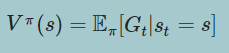 V^π(s) = 𝔼_π[G_t|s_t = s]